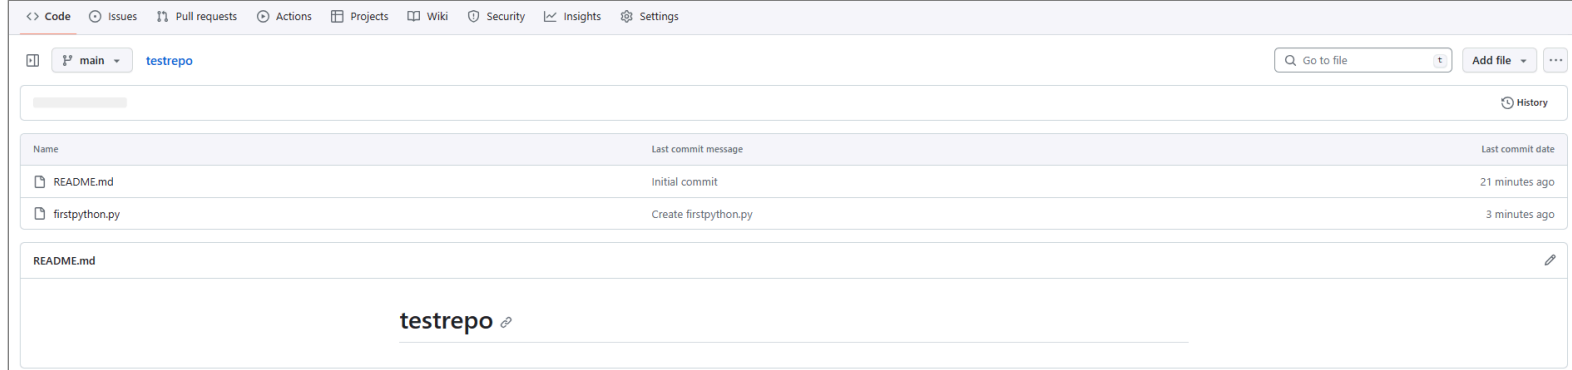 Code Issues Pull requests Actions Projects Wiki Security Insights Settings
main testrepo Go to file t Add file
History
Name Last commit message Last commit date
README.md Initial commit 21 minutes ago
firstpython.py Create firstpython.py 3 minutes ago
README.md
testrepo